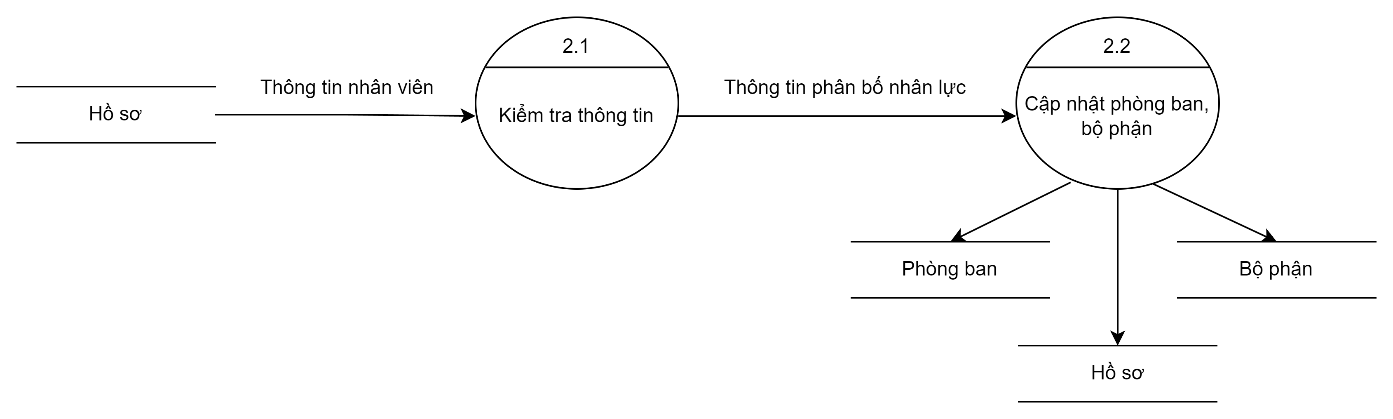 2.1
2.2
Thông tin nhân viên
Thông tin phân bố nhân lực
Hồ sơ
Kiểm tra thông tin
Cập nhật phòng ban,
bộ phận
Phòng ban
Bộ phận
Hồ sơ